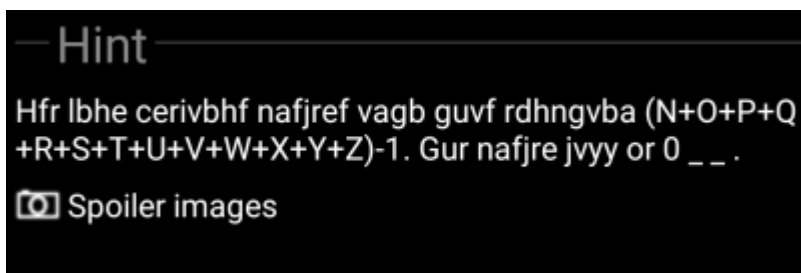 Hint
Hfr lbhe cerivbhf nafjref vagb guvf rdhngvba (N+O+P+Q
+R+S+T+U+V+W+X+Y+Z)-1. Gur nafjre jvyy or 0 _ _ .
Spoiler images